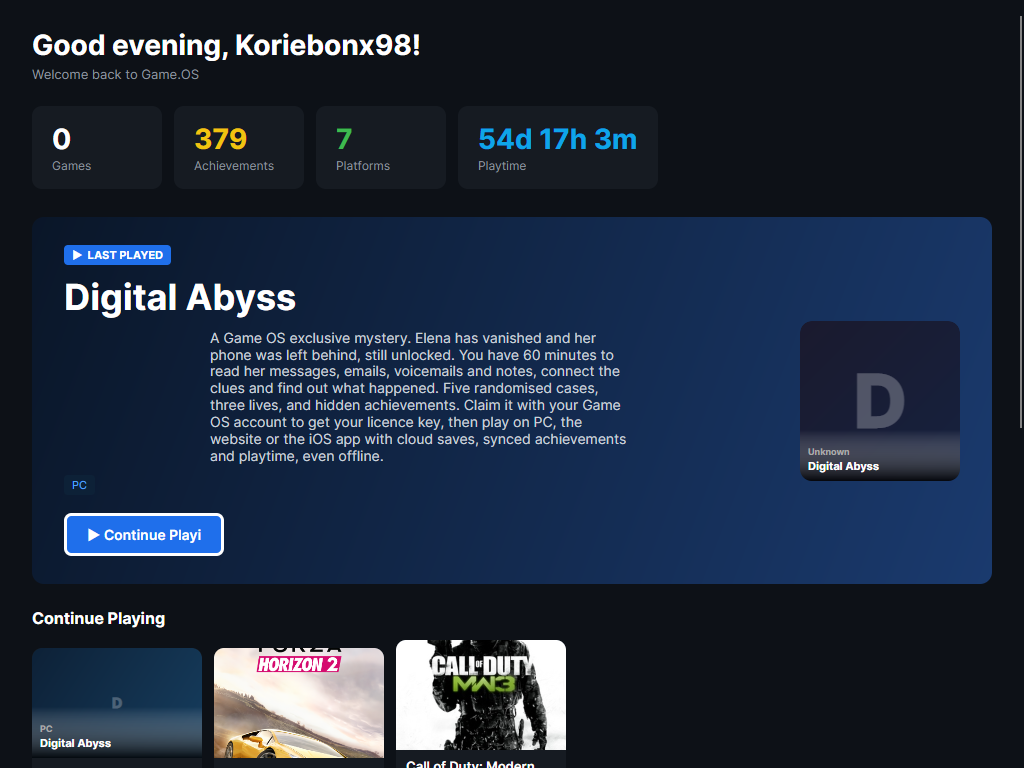 Good evening, Koriebonx98!
Welcome back to Game.OS
0
Games
379
Achievements
7
Platforms
54d 17h 3m
Playtime
▶ LAST PLAYED
Digital Abyss
A Game OS exclusive mystery. Elena has vanished and her
phone was left behind, still unlocked. You have 60 minutes to
read her messages, emails, voicemails and notes, connect the
clues and find out what happened. Five randomised cases,
three lives, and hidden achievements. Claim it with your Game
OS account to get your licence key, then play on PC, the
website or the iOS app with cloud saves, synced achievements
and playtime, even offline.
D
Unknown
Digital Abyss
PC
▶ Continue Playi
Continue Playing
D
PC
Digital Abyss
FORZA
HORIZON 2
CALL OF DUTY
MW3
Call of Duty: Modern